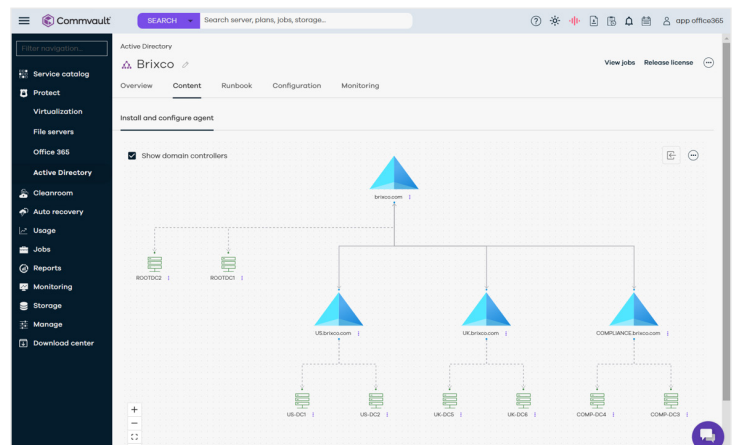 Commvault
SEARCH
Search server, plans, jobs, storage...
app office365
Filter navigation...
Service catalog
Protect
Virtualization
File servers
Office 365
Active Directory
Cleanroom
Auto recovery
Usage
Jobs
Reports
Monitoring
Storage
Manage
Download center
Active Directory
Brixco
View jobs Release license
Overview Content Runbook Configuration Monitoring
Install and configure agent
Show domain controllers
brixco.com
ROOTDC2 ROOTDC1
US.brixco.com UK.brixco.com COMPLIANCE.brixco.com
US-DC1 US-DC2 UK-DC5 UK-DC6 COMP-DC4 COMP-DC3